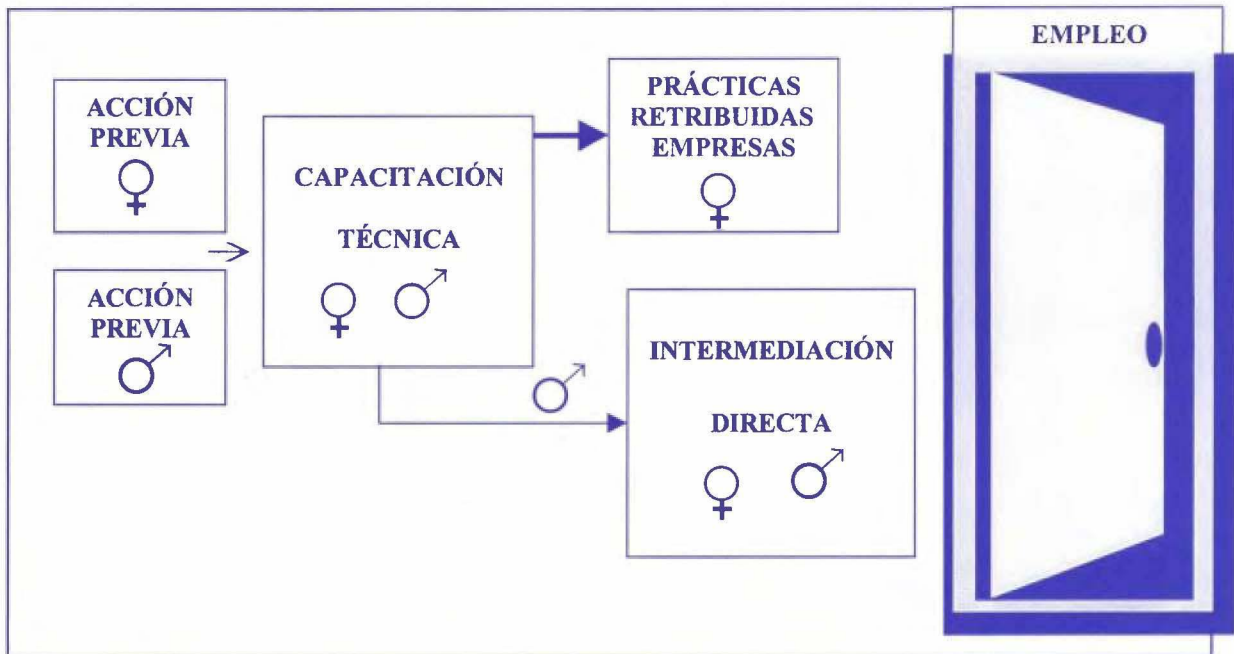 ACCIÓN
PREVIA
ACCIÓN
PREVIA
CAPACITACIÓN
TÉCNICA
PRÁCTICAS
RETRIBUIDAS
EMPRESAS
INTERMEDIACIÓN
DIRECTA
EMPLEO